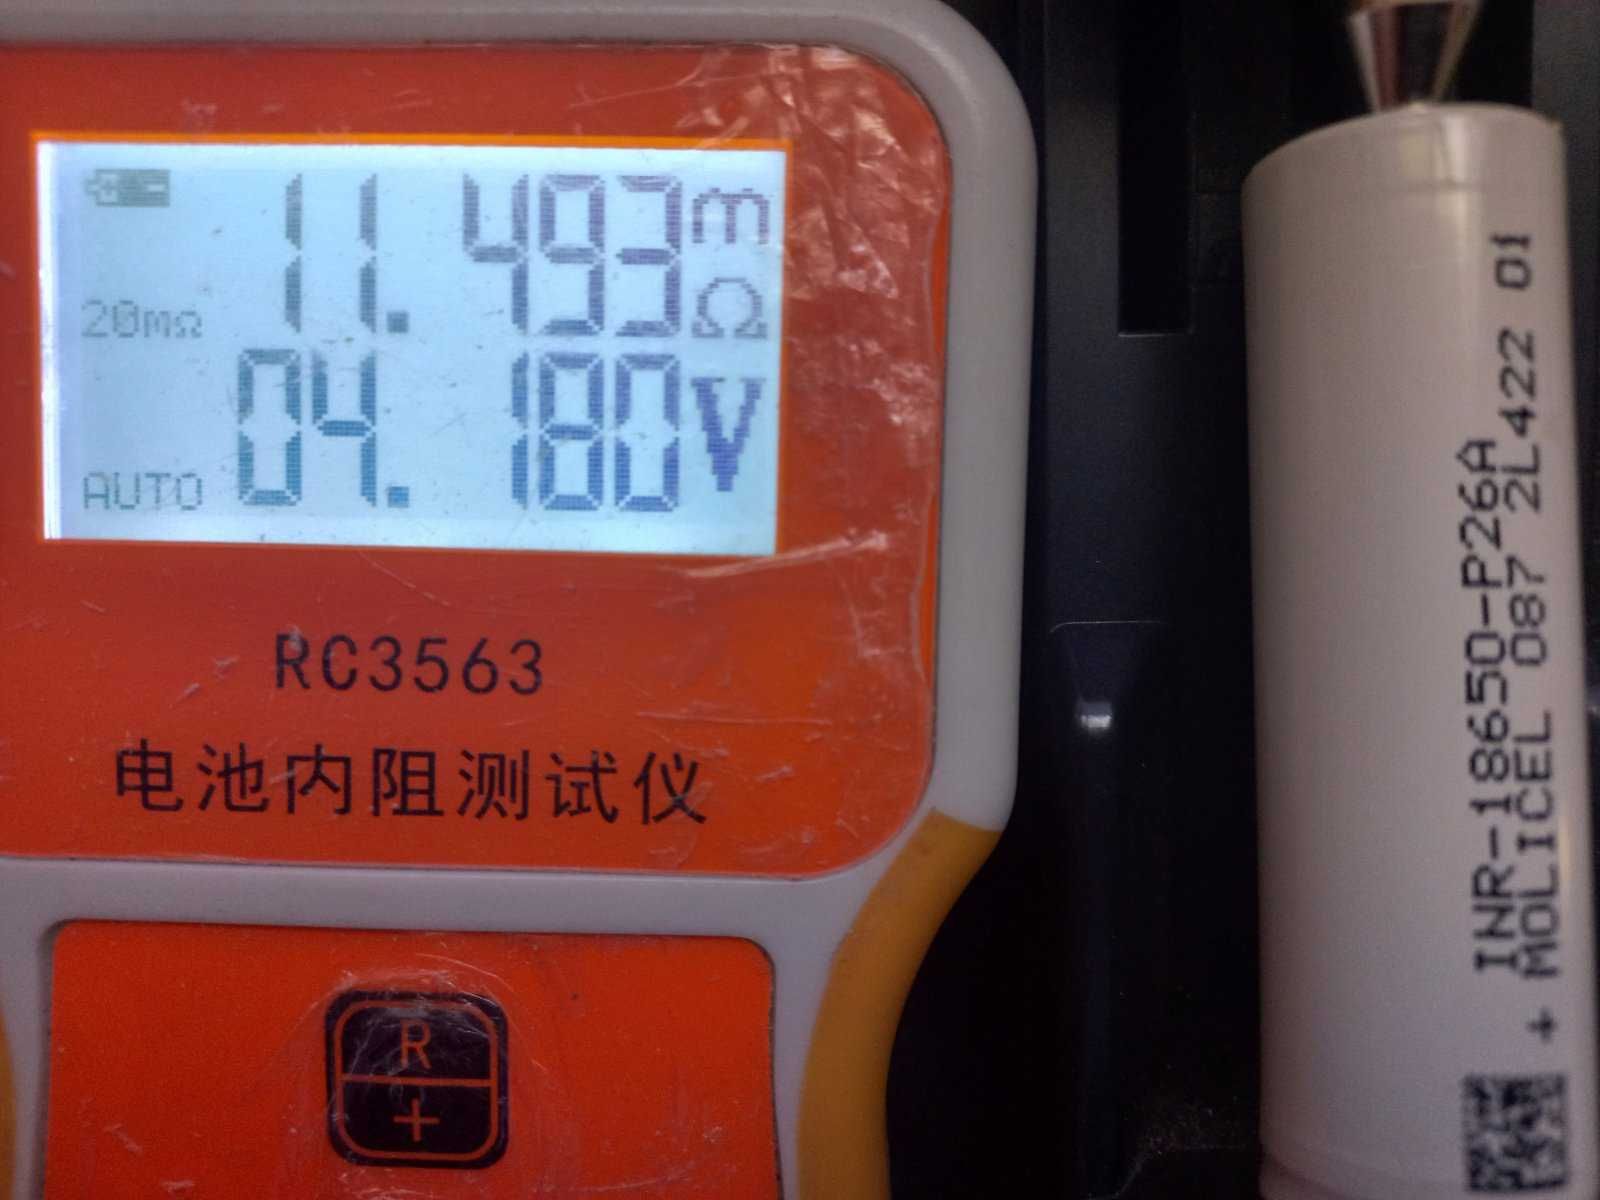 11.493mΩ
20mΩ
04.180V
AUTO
RC3563
电池内阻测试仪
R
+
INR-18650-P26A
+ MOLICEL 087 2L422 01